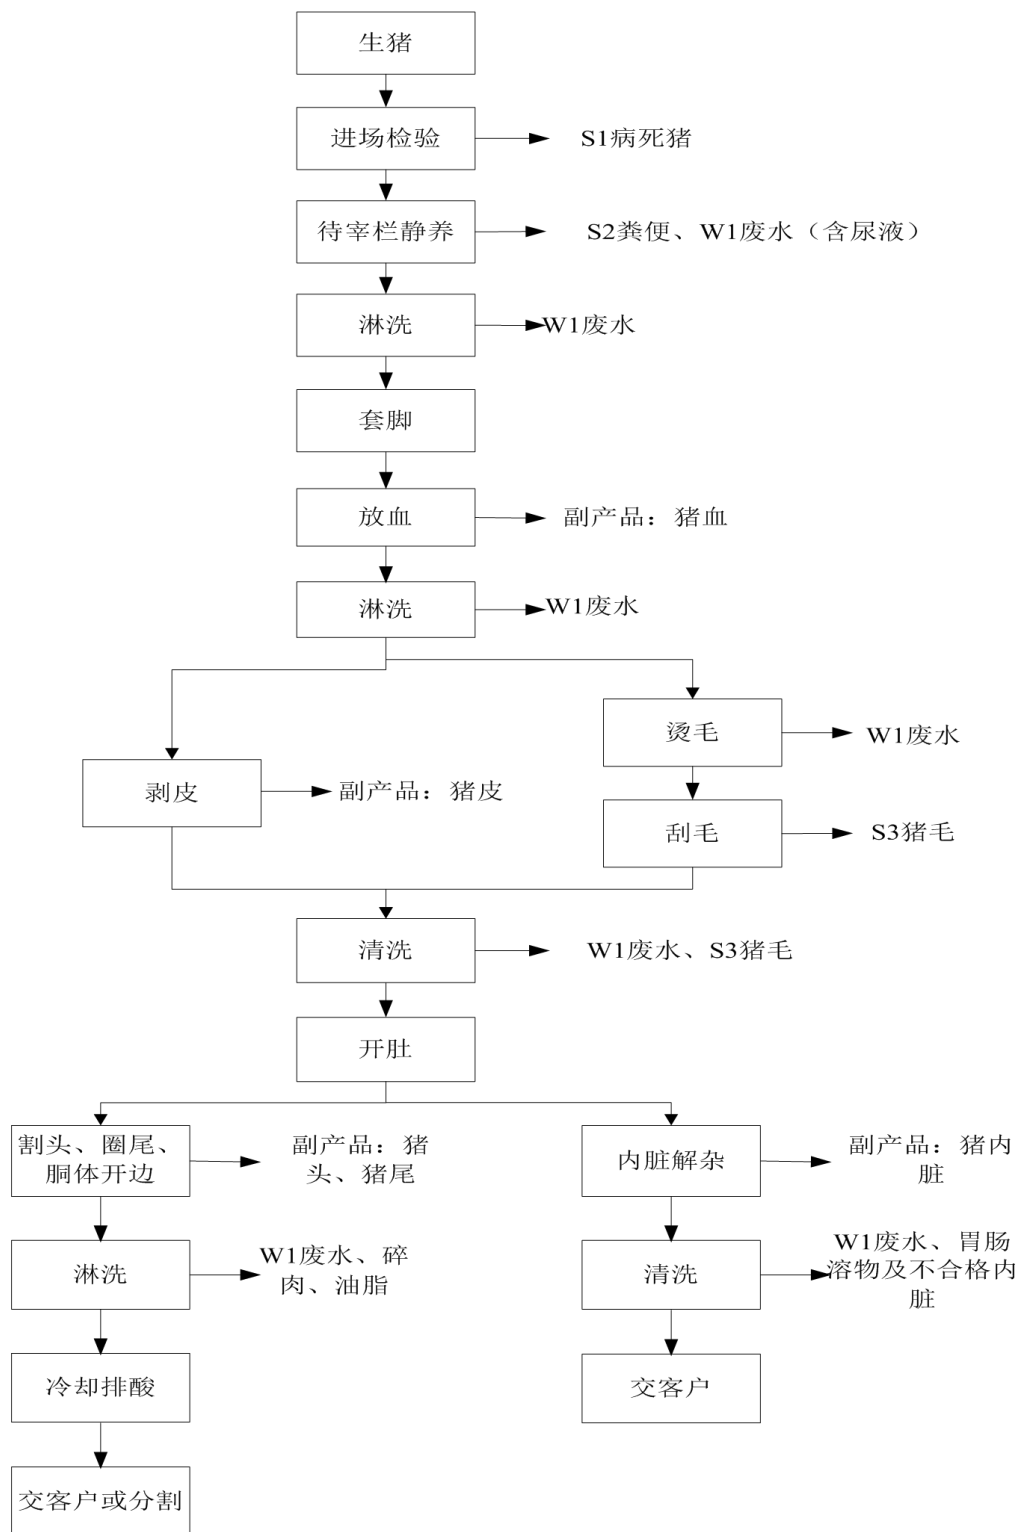 生猪
进场检验
S1病死猪
待宰栏静养
S2粪便、W1废水（含尿液）
淋洗
W1废水
套脚
放血
副产品：猪血
淋洗
W1废水
烫毛
W1废水
剥皮
副产品：猪皮
刮毛
S3猪毛
清洗
W1废水、S3猪毛
开肚
割头、圈尾、
胴体开边
副产品：猪
头、猪尾
内脏解杂
副产品：猪内
脏
淋洗
W1废水、碎
肉、油脂
清洗
W1废水、胃肠
溶物及不合格内
脏
冷却排酸
交客户
交客户或分割